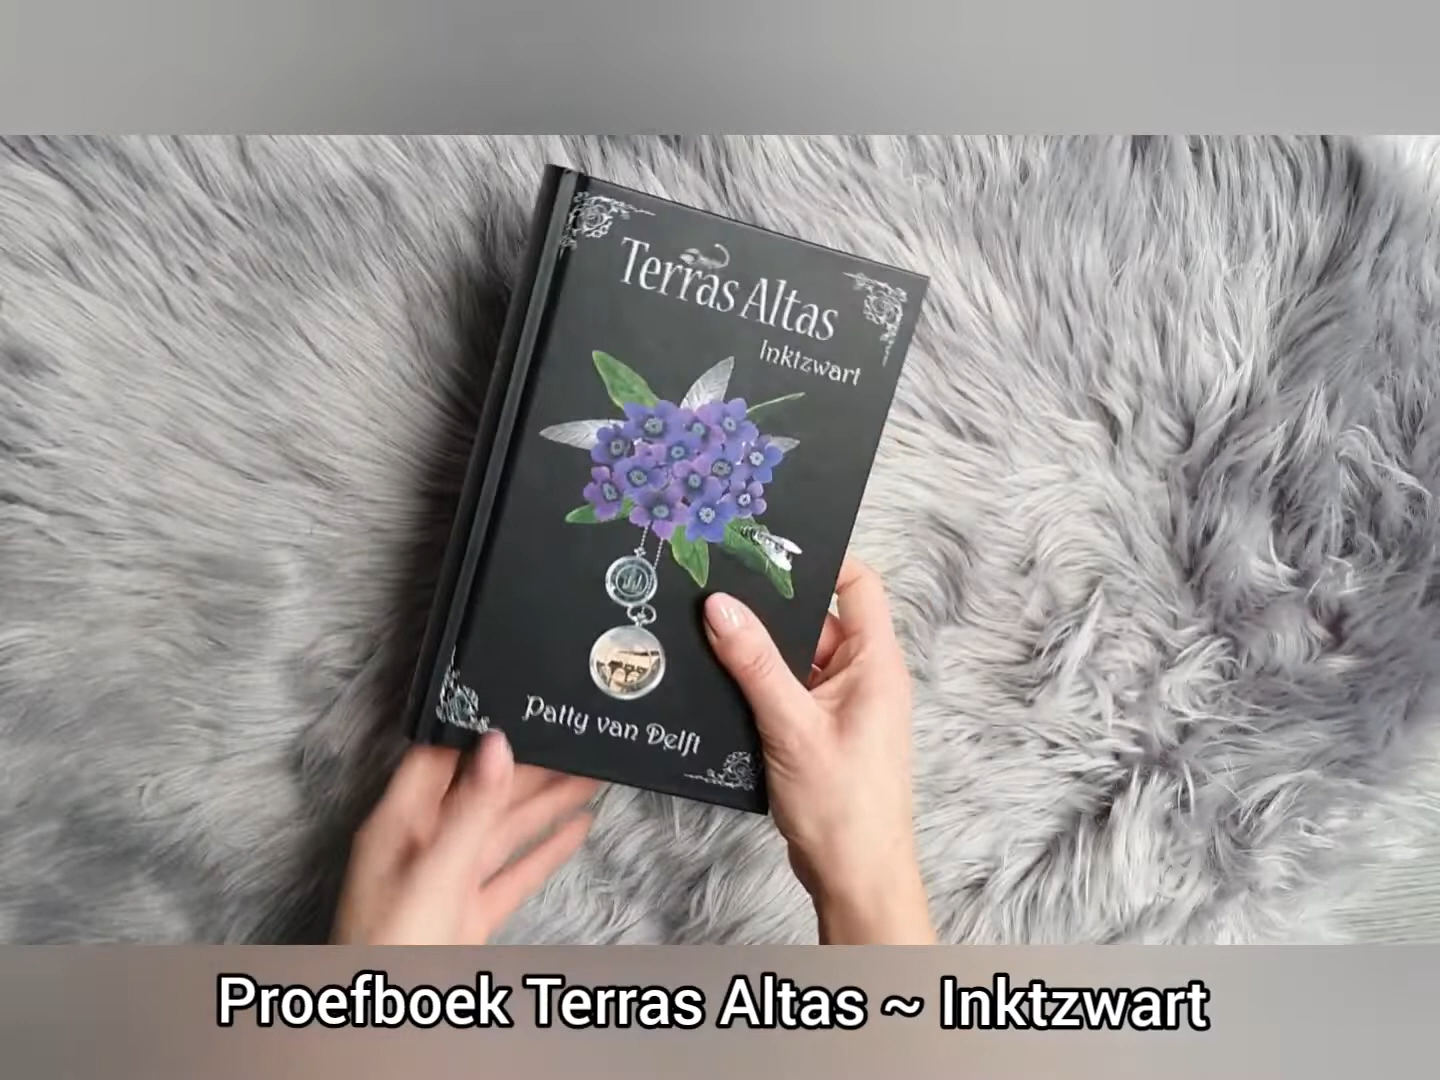 Terras Altas
Inktzwart
Patty van Delft
Proefboek Terras Altas ~ Inktzwart